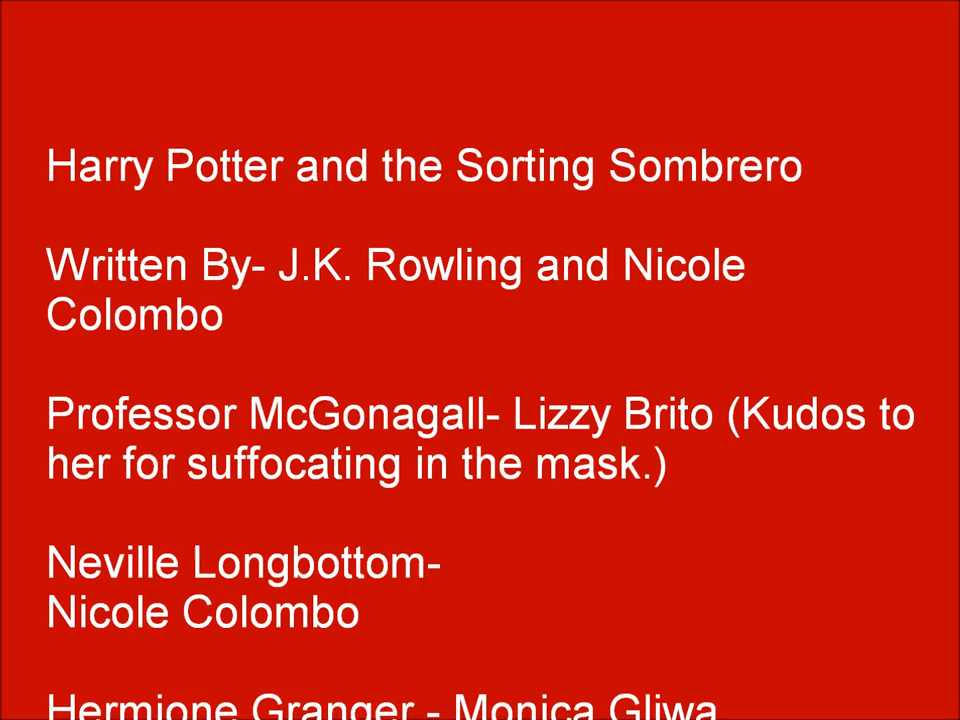 Harry Potter and the Sorting Sombrero
Written By- J.K. Rowling and Nicole
Colombo
Professor McGonagall- Lizzy Brito (Kudos to
her for suffocating in the mask.)
Neville Longbottom-
Nicole Colombo
Hermione Granger - Monica Gliwa